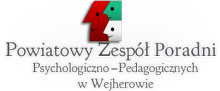 Powiatowy Zespół Poradni
Psychologiczno-Pedagogicznych
w Wejherowie